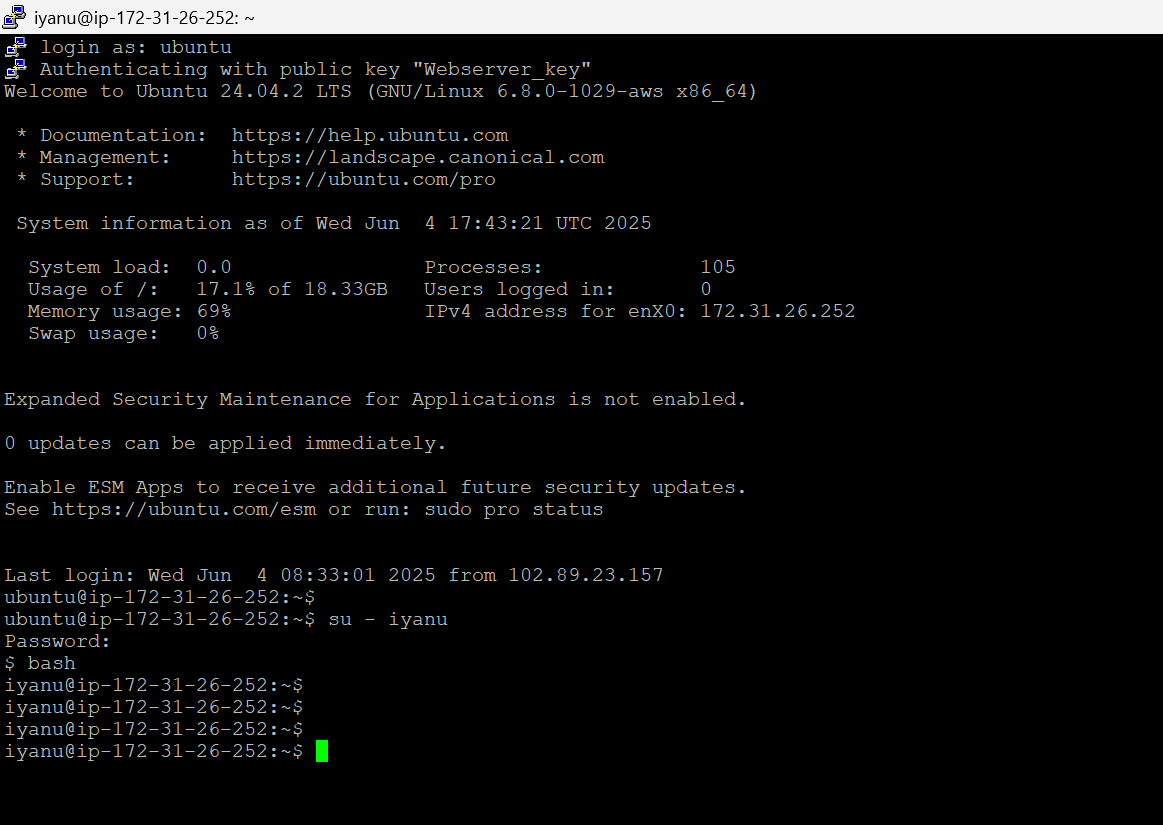 iyanu@ip-172-31-26-252: ~
login as: ubuntu
Authenticating with public key "Webserver_key"
Welcome to Ubuntu 24.04.2 LTS (GNU/Linux 6.8.0-1029-aws x86_64)
* Documentation:  https://help.ubuntu.com
* Management:     https://landscape.canonical.com
* Support:        https://ubuntu.com/pro
System information as of Wed Jun  4 17:43:21 UTC 2025
System load:  0.0                Processes:             105
Usage of /:   17.1% of 18.33GB   Users logged in:       0
Memory usage: 69%                IPv4 address for enX0: 172.31.26.252
Swap usage:   0%
Expanded Security Maintenance for Applications is not enabled.
0 updates can be applied immediately.
Enable ESM Apps to receive additional future security updates.
See https://ubuntu.com/esm or run: sudo pro status
Last login: Wed Jun  4 08:33:01 2025 from 102.89.23.157
ubuntu@ip-172-31-26-252:~$
ubuntu@ip-172-31-26-252:~$ su - iyanu
Password:
$ bash
iyanu@ip-172-31-26-252:~$
iyanu@ip-172-31-26-252:~$
iyanu@ip-172-31-26-252:~$
iyanu@ip-172-31-26-252:~$